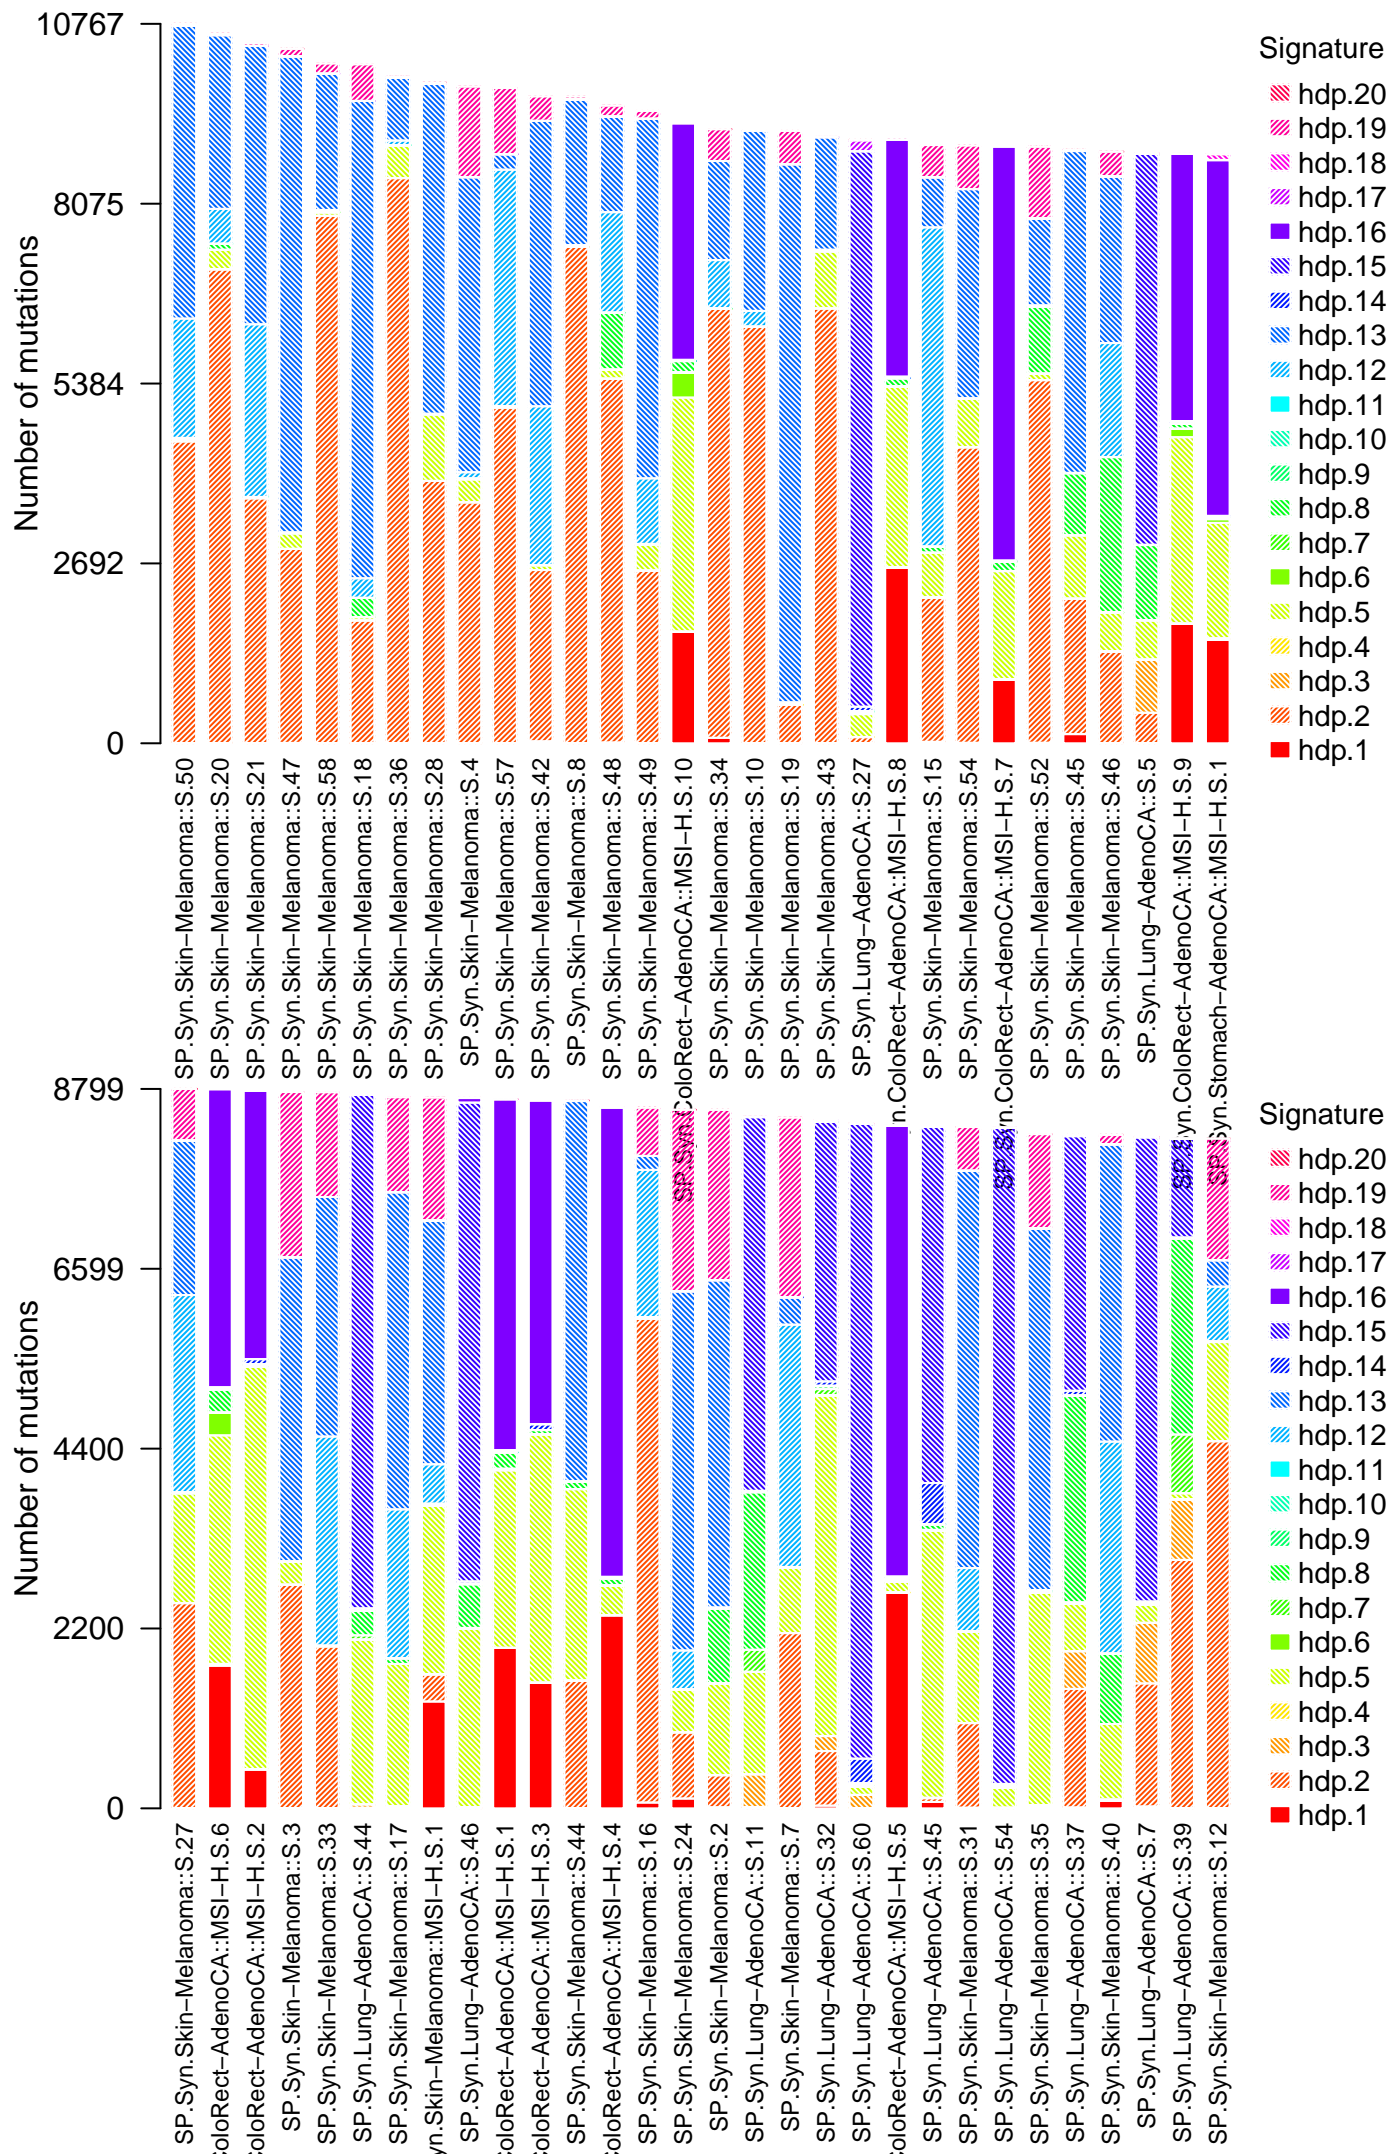 Number of mutations
10767
8075
5384
2692
0
SP.Syn.Skin−Melanoma::S.50
SP.Syn.Skin−Melanoma::S.20
SP.Syn.Skin−Melanoma::S.21
SP.Syn.Skin−Melanoma::S.47
SP.Syn.Skin−Melanoma::S.58
SP.Syn.Skin−Melanoma::S.18
SP.Syn.Skin−Melanoma::S.36
SP.Syn.Skin−Melanoma::S.28
SP.Syn.Skin−Melanoma::S.4
SP.Syn.Skin−Melanoma::S.57
SP.Syn.Skin−Melanoma::S.42
SP.Syn.Skin−Melanoma::S.8
SP.Syn.Skin−Melanoma::S.48
SP.Syn.Skin−Melanoma::S.49
SP.Syn.ColoRect−AdenoCA::MSI−H.S.10
SP.Syn.Skin−Melanoma::S.34
SP.Syn.Skin−Melanoma::S.10
SP.Syn.Skin−Melanoma::S.19
SP.Syn.Skin−Melanoma::S.43
SP.Syn.Lung−AdenoCA::S.27
n.ColoRect−AdenoCA::MSI−H.S.8
SP.Syn.Skin−Melanoma::S.15
SP.Syn.Skin−Melanoma::S.54
SP.Syn.ColoRect−AdenoCA::MSI−H.S.7
SP.Syn.Skin−Melanoma::S.52
SP.Syn.Skin−Melanoma::S.45
SP.Syn.Skin−Melanoma::S.46
SP.Syn.Lung−AdenoCA::S.5
SP.Syn.ColoRect−AdenoCA::MSI−H.S.9
SP.Syn.Stomach−AdenoCA::MSI−H.S.1
Signature
hdp.20
hdp.19
hdp.18
hdp.17
hdp.16
hdp.15
hdp.14
hdp.13
hdp.12
hdp.11
hdp.10
hdp.9
hdp.8
hdp.7
hdp.6
hdp.5
hdp.4
hdp.3
hdp.2
hdp.1
Number of mutations
8799
6599
4400
2200
0
SP.Syn.Skin−Melanoma::S.27
oloRect−AdenoCA::MSI−H.S.6
oloRect−AdenoCA::MSI−H.S.2
SP.Syn.Skin−Melanoma::S.3
SP.Syn.Skin−Melanoma::S.33
SP.Syn.Lung−AdenoCA::S.44
SP.Syn.Skin−Melanoma::S.17
yn.Skin−Melanoma::MSI−H.S.1
SP.Syn.Lung−AdenoCA::S.46
oloRect−AdenoCA::MSI−H.S.1
oloRect−AdenoCA::MSI−H.S.3
SP.Syn.Skin−Melanoma::S.44
oloRect−AdenoCA::MSI−H.S.4
SP.Syn.Skin−Melanoma::S.16
SP.Syn.Skin−Melanoma::S.24
SP.Syn.Skin−Melanoma::S.2
SP.Syn.Lung−AdenoCA::S.11
SP.Syn.Skin−Melanoma::S.7
SP.Syn.Lung−AdenoCA::S.32
SP.Syn.Lung−AdenoCA::S.60
oloRect−AdenoCA::MSI−H.S.5
SP.Syn.Lung−AdenoCA::S.45
SP.Syn.Skin−Melanoma::S.31
SP.Syn.Lung−AdenoCA::S.54
SP.Syn.Skin−Melanoma::S.35
SP.Syn.Lung−AdenoCA::S.37
SP.Syn.Skin−Melanoma::S.40
SP.Syn.Lung−AdenoCA::S.7
SP.Syn.Lung−AdenoCA::S.39
SP.Syn.Skin−Melanoma::S.12
Signature
hdp.20
hdp.19
hdp.18
hdp.17
hdp.16
hdp.15
hdp.14
hdp.13
hdp.12
hdp.11
hdp.10
hdp.9
hdp.8
hdp.7
hdp.6
hdp.5
hdp.4
hdp.3
hdp.2
hdp.1